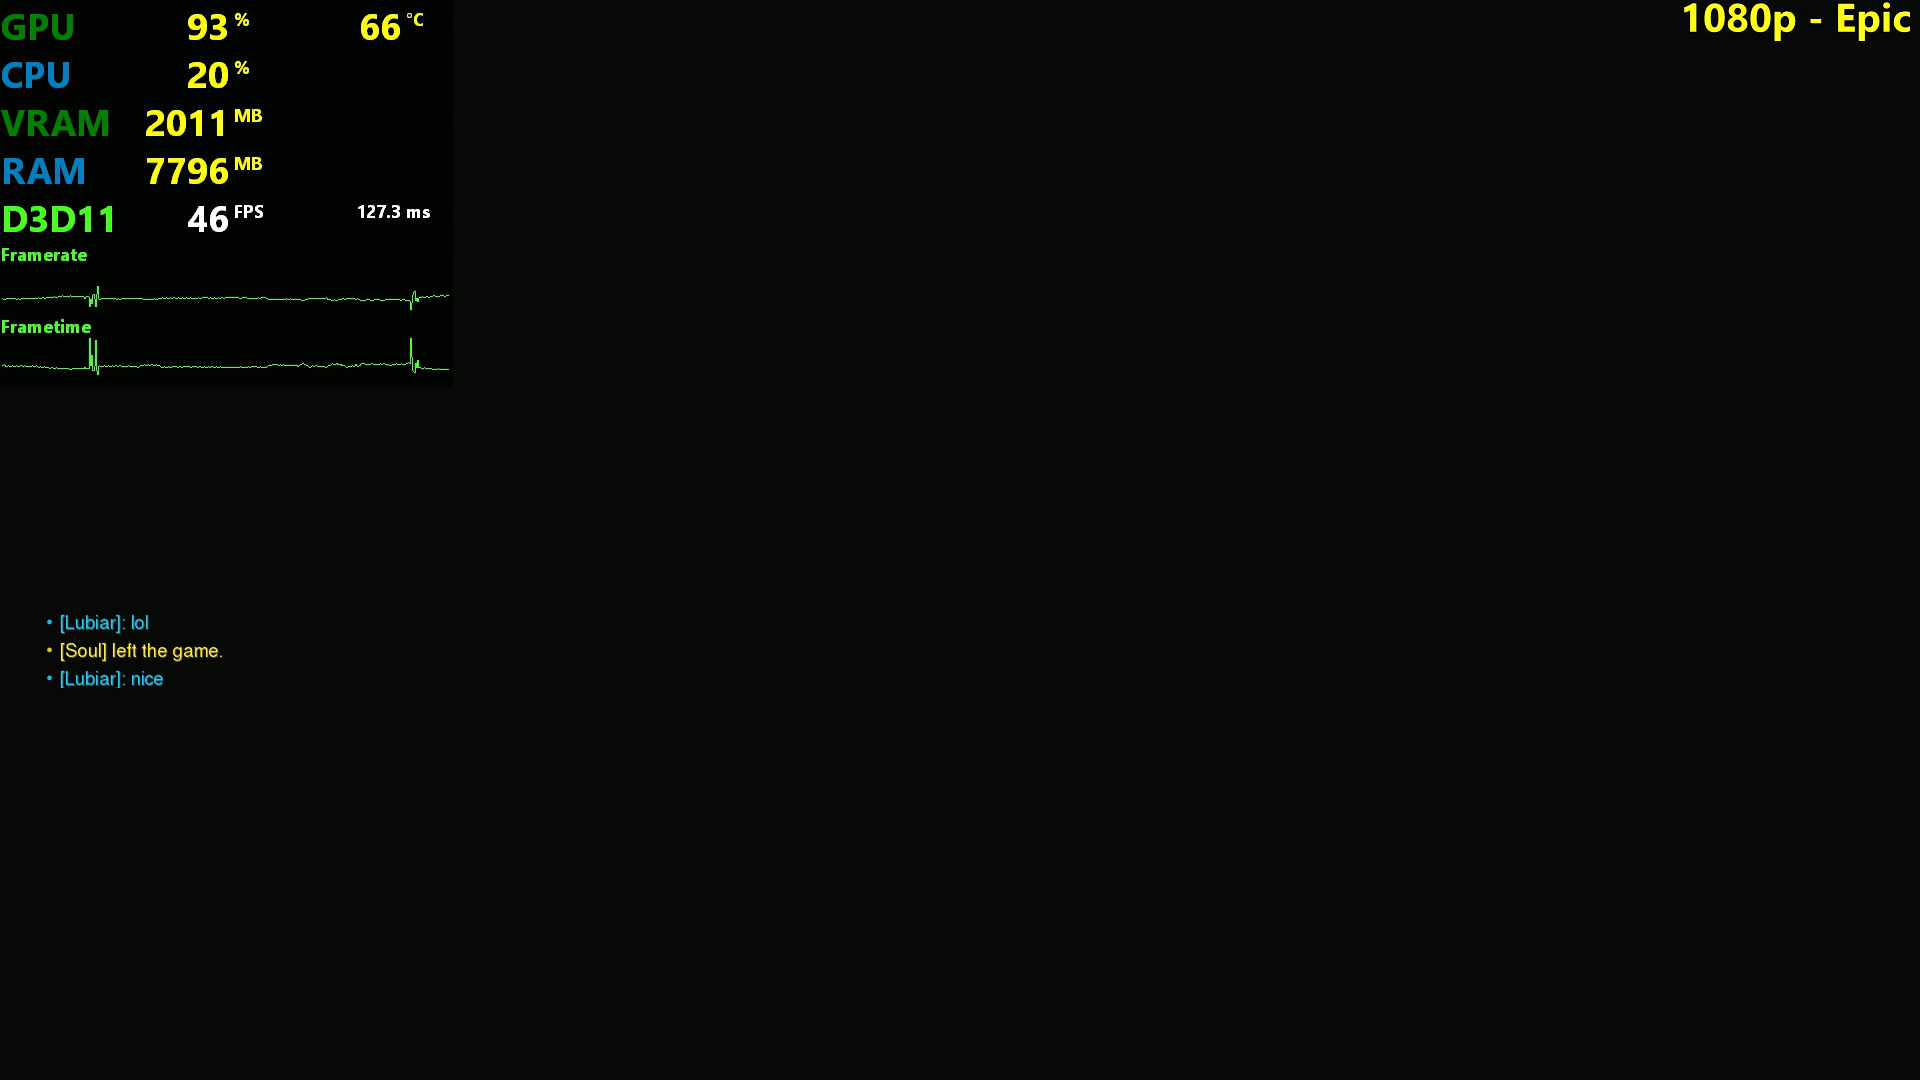 GPU 93 % 66 °C
1080p - Epic
CPU 20 %
VRAM 2011 MB
RAM 7796 MB
D3D11 46 FPS 127.3 ms
Framerate
Frametime
• [Lubiar]: lol
• [Soul] left the game.
• [Lubiar]: nice